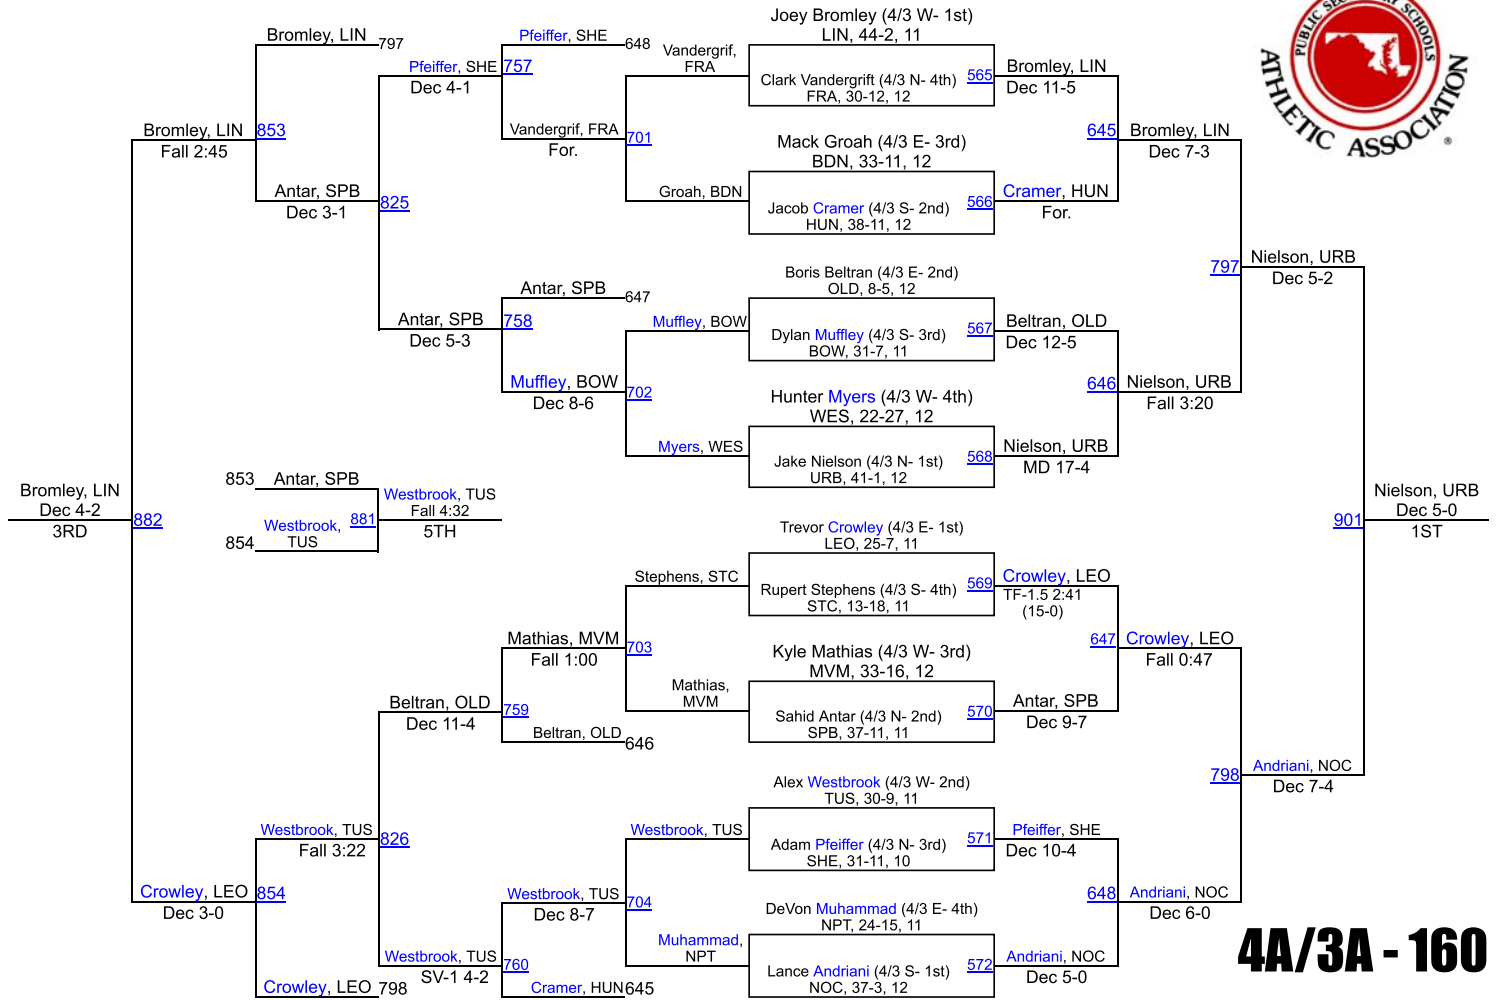 PUBLIC SECONDARY SCHOOLS
ATHLETIC ASSOCIATION
®
Joey Bromley (4/3 W- 1st)
LIN, 44-2, 11
Clark Vandergrift (4/3 N- 4th)
FRA, 30-12, 12
565
Mack Groah (4/3 E- 3rd)
BDN, 33-11, 12
Jacob Cramer (4/3 S- 2nd)
HUN, 38-11, 12
566
Boris Beltran (4/3 E- 2nd)
OLD, 8-5, 12
Dylan Muffley (4/3 S- 3rd)
BOW, 31-7, 11
567
Hunter Myers (4/3 W- 4th)
WES, 22-27, 12
Jake Nielson (4/3 N- 1st)
URB, 41-1, 12
568
Trevor Crowley (4/3 E- 1st)
LEO, 25-7, 11
Rupert Stephens (4/3 S- 4th)
STC, 13-18, 11
569
Kyle Mathias (4/3 W- 3rd)
MVM, 33-16, 12
Sahid Antar (4/3 N- 2nd)
SPB, 37-11, 11
570
Alex Westbrook (4/3 W- 2nd)
TUS, 30-9, 11
Adam Pfeiffer (4/3 N- 3rd)
SHE, 31-11, 10
571
DeVon Muhammad (4/3 E- 4th)
NPT, 24-15, 11
Lance Andriani (4/3 S- 1st)
NOC, 37-3, 12
572
Bromley, LIN
Dec 11-5
Cramer, HUN
For.
Beltran, OLD
Dec 12-5
Nielson, URB
MD 17-4
Crowley, LEO
TF-1.5 2:41
(15-0)
Antar, SPB
Dec 9-7
Pfeiffer, SHE
Dec 10-4
Andriani, NOC
Dec 5-0
645
Bromley, LIN
Dec 7-3
646
Nielson, URB
Fall 3:20
647
Crowley, LEO
Fall 0:47
648
Andriani, NOC
Dec 6-0
797
Nielson, URB
Dec 5-2
798
Andriani, NOC
Dec 7-4
901
Nielson, URB
Dec 5-0
1ST
Vandergrif,
FRA
Groah, BDN
701
Muffley, BOW
Myers, WES
702
Stephens, STC
Mathias,
MVM
703
Westbrook, TUS
Muhammad,
NPT
704
Pfeiffer, SHE
648
Vandergrif, FRA
For.
757
Antar, SPB
647
Muffley, BOW
Dec 8-6
758
Mathias, MVM
Fall 1:00
Beltran, OLD
646
759
Westbrook, TUS
Dec 8-7
Cramer, HUN
645
760
Pfeiffer, SHE
Dec 4-1
Antar, SPB
Dec 5-3
825
Beltran, OLD
Dec 11-4
Westbrook, TUS
SV-1 4-2
826
Bromley, LIN
797
Antar, SPB
Dec 3-1
853
Westbrook, TUS
Fall 3:22
Crowley, LEO
798
854
Bromley, LIN
Fall 2:45
Crowley, LEO
Dec 3-0
882
Bromley, LIN
Dec 4-2
3RD
853
Antar, SPB
854
Westbrook,
TUS
881
Westbrook, TUS
Fall 4:32
5TH
4A/3A - 160